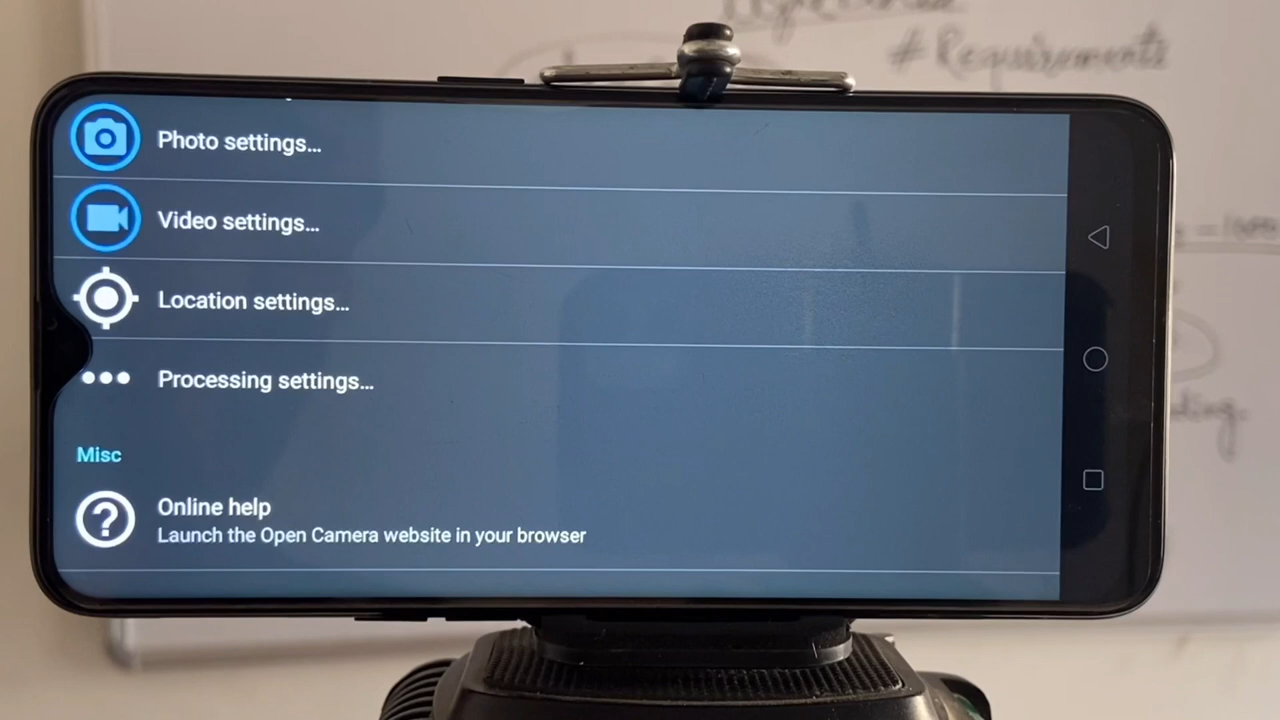 # Requirements
Photo settings...
Video settings...
Location settings...
Processing settings...
Misc
Online help
Launch the Open Camera website in your browser